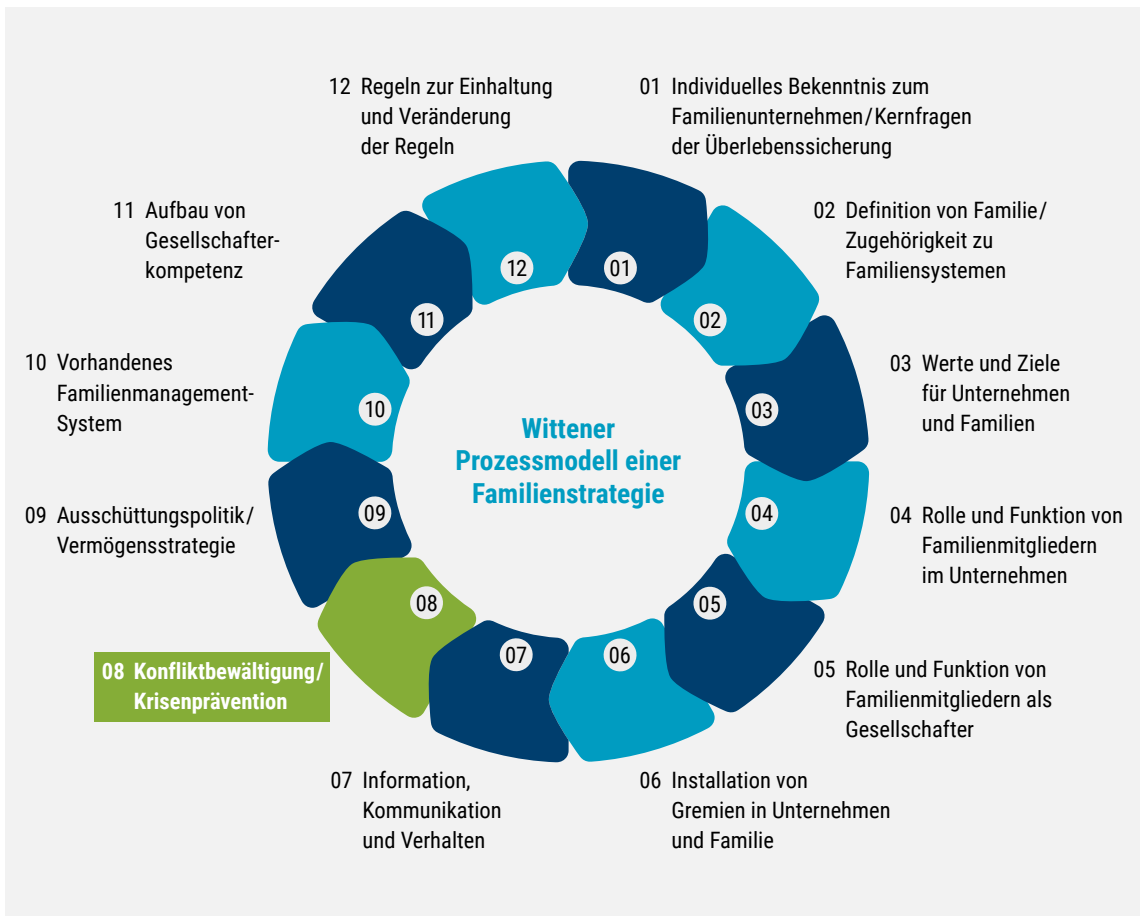 Wittener
Prozessmodell einer
Familienstrategie
01 Individuelles Bekenntnis zum
Familienunternehmen/Kernfragen
der Überlebenssicherung
02 Definition von Familie/
Zugehörigkeit zu
Familiensystemen
03 Werte und Ziele
für Unternehmen
und Familien
04 Rolle und Funktion von
Familienmitgliedern
im Unternehmen
05 Rolle und Funktion von
Familienmitgliedern als
Gesellschafter
06 Installation von
Gremien in Unternehmen
und Familie
07 Information,
Kommunikation
und Verhalten
08 Konfliktbewältigung/
Krisenprävention
09 Ausschüttungspolitik/
Vermögensstrategie
10 Vorhandenes
Familienmanagement-
System
11 Aufbau von
Gesellschafter-
kompetenz
12 Regeln zur Einhaltung
und Veränderung
der Regeln
01
02
03
04
05
06
07
08
09
10
11
12